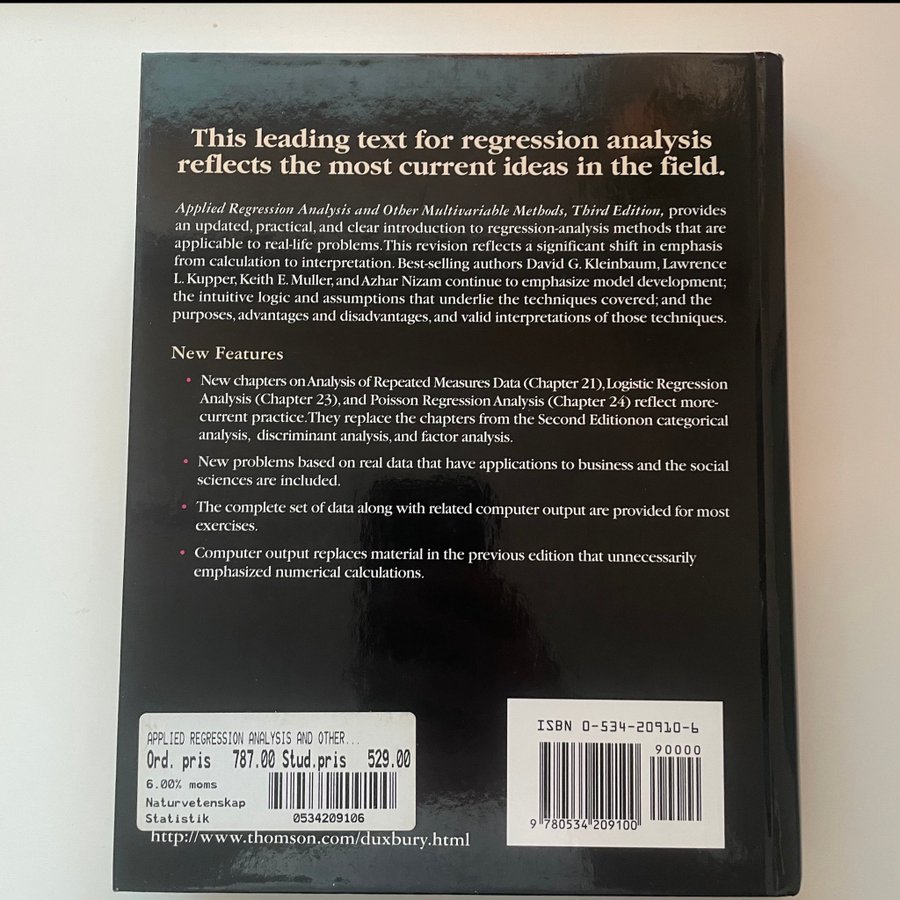 This leading text for regression analysis
reflects the most current ideas in the field.
Applied Regression Analysis and Other Multivariable Methods, Third Edition, provides
an updated, practical, and clear introduction to regression-analysis methods that are
applicable to real-life problems. This revision reflects a significant shift in emphasis
from calculation to interpretation. Best-selling authors David G. Kleinbaum, Lawrence
L. Kupper, Keith E. Muller, and Azhar Nizam continue to emphasize model development;
the intuitive logic and assumptions that underlie the techniques covered; and the
purposes, advantages and disadvantages, and valid interpretations of those techniques.
New Features
• New chapters on Analysis of Repeated Measures Data (Chapter 21), Logistic Regression
Analysis (Chapter 23), and Poisson Regression Analysis (Chapter 24) reflect more-
current practice. They replace the chapters from the Second Editionon categorical
analysis, discriminant analysis, and factor analysis.
• New problems based on real data that have applications to business and the social
sciences are included.
• The complete set of data along with related computer output are provided for most
exercises.
• Computer output replaces material in the previous edition that unnecessarily
emphasized numerical calculations.
APPLIED REGRESSION ANALYSIS AND OTHER...
Ord. pris 787.00 Stud.pris 529.00
6.00% moms
Naturvetenskap
Statistik
0534209106
http://www.thomson.com/duxbury.html
ISBN 0-534-20910-6
90000
9 780534 209100